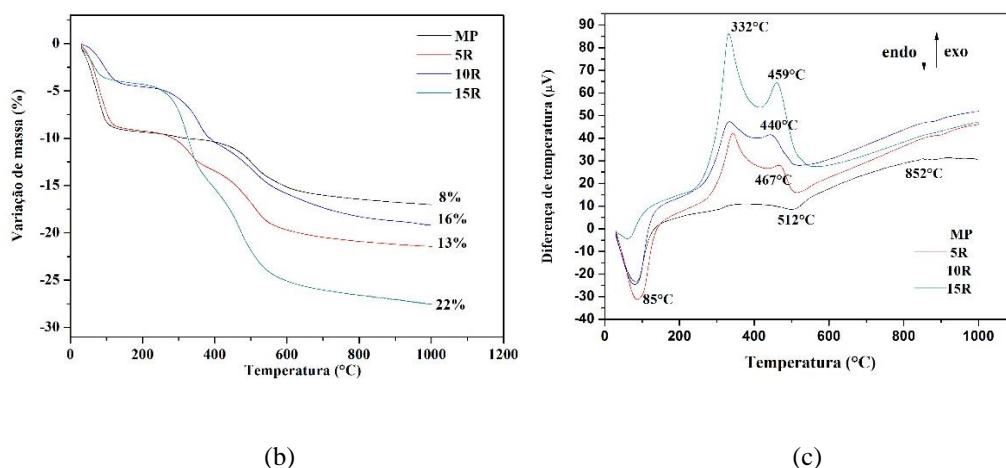 0
-5
-10
-15
-20
-25
-30
0
200
400
600
800
1000
1200
Variação de massa (%)
Temperatura (°C)
MP
5R
10R
15R
8%
16%
13%
22%
(b)
90
80
70
60
50
40
30
20
10
0
-10
-20
-30
-40
0
200
400
600
800
1000
Diferença de temperatura (µV)
Temperatura (°C)
332°C
459°C
endo
exo
440°C
467°C
512°C
852°C
85°C
MP
5R
10R
15R
(c)